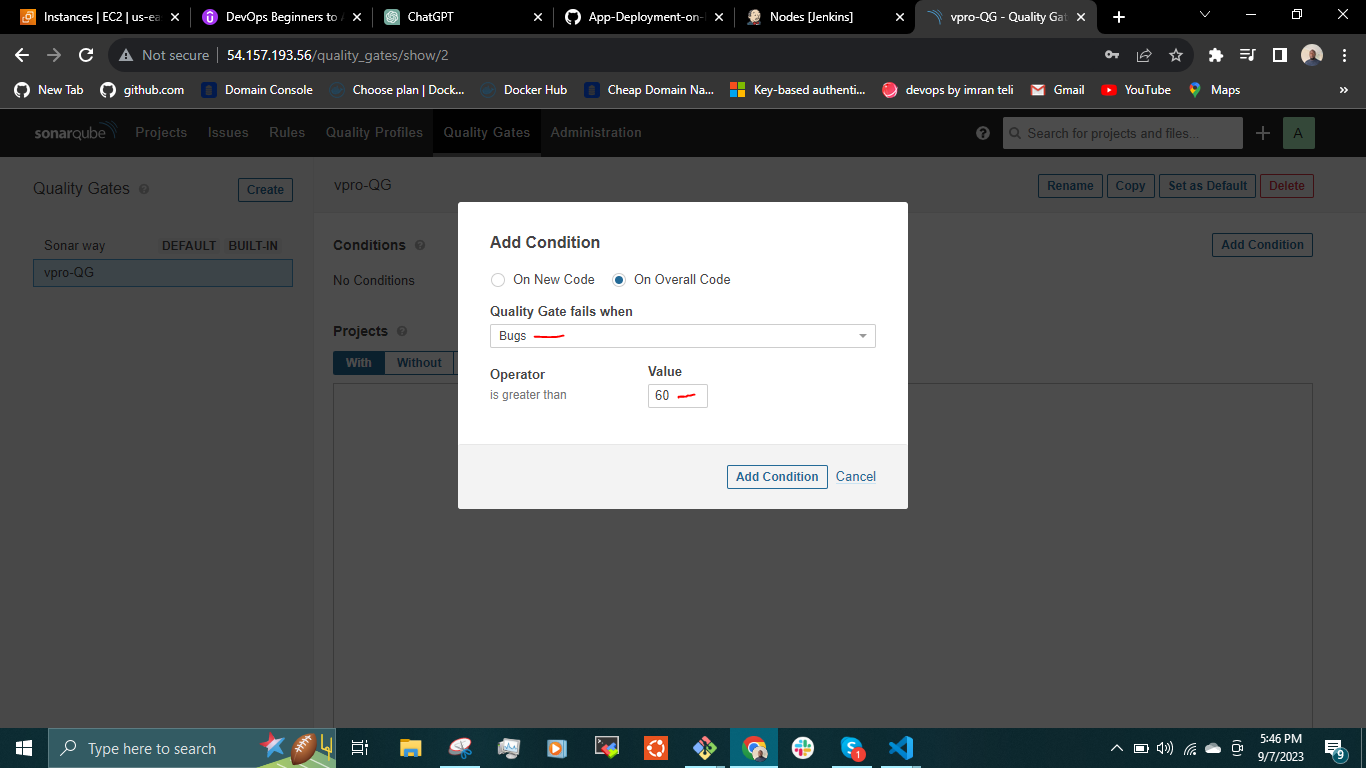 Instances | EC2 | us-ea
DevOps Beginners to A
ChatGPT
App-Deployment-on-
Nodes [Jenkins]
vpro-QG - Quality Gat
Not secure
54.157.193.56/quality_gates/show/2
New Tab
github.com
Domain Console
Choose plan | Dock...
Docker Hub
Cheap Domain Na...
Key-based authenti...
devops by imran teli
Gmail
YouTube
Maps
»
sonarqube
Projects
Issues
Rules
Quality Profiles
Quality Gates
Administration
Search for projects and files...
A
Quality Gates
Create
vpro-QG
Rename
Copy
Set as Default
Delete
Sonar way
DEFAULT
BUILT-IN
vpro-QG
Conditions
Add Condition
No Conditions
Projects
With
Without
Add Condition
On New Code
On Overall Code
Quality Gate fails when
Bugs
Operator
Value
is greater than
60
Add Condition
Cancel
Type here to search
1
5:46 PM
9/7/2023
9